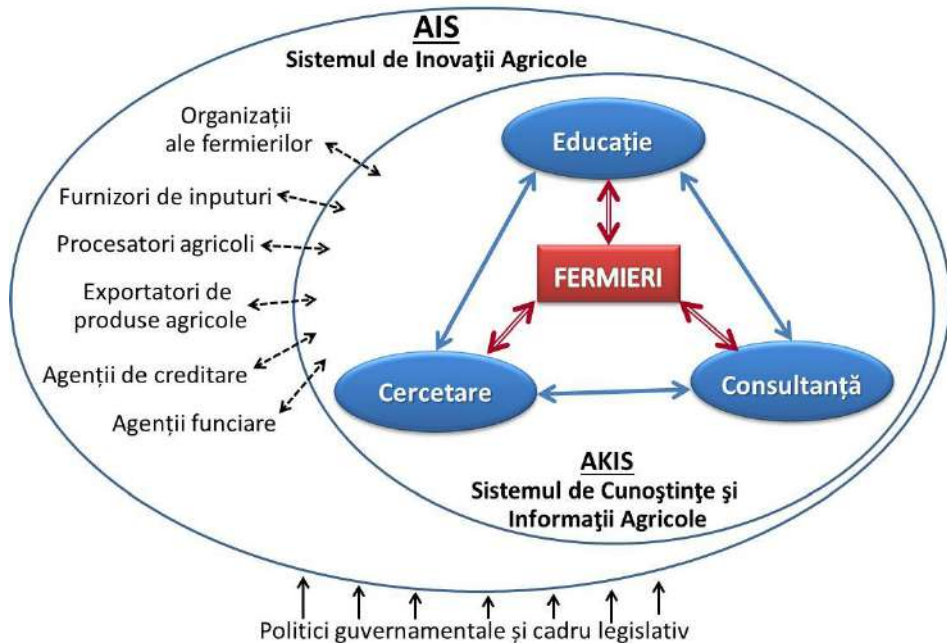 AIS
Sistemul de Inovaţii Agricole
Organizații
ale fermierilor
Furnizori de inputuri
Procesatori agricoli
Exportatori de
produse agricole
Agenții de creditare
Agenții funciare
Educație
FERMIERI
Cercetare
Consultanță
AKIS
Sistemul de Cunoştinţe şi
Informaţii Agricole
Politici guvernamentale și cadru legislativ